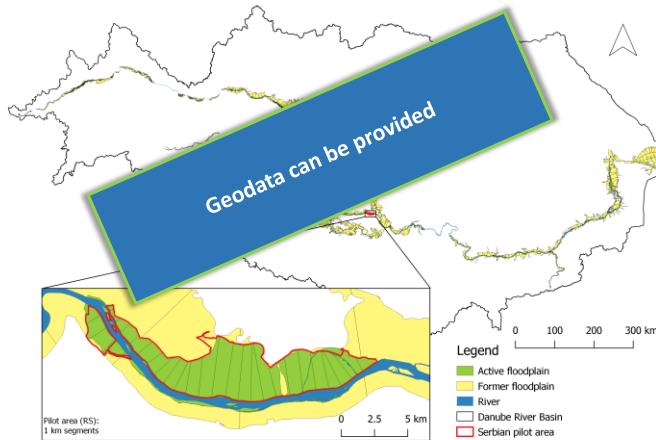 Geodata can be provided
0 100 200 300 km
Legend
Active floodplain
Former floodplain
River
Danube River Basin
Serbian pilot area
Pilot area (RS):
1 km segments
0 2.5 5 km